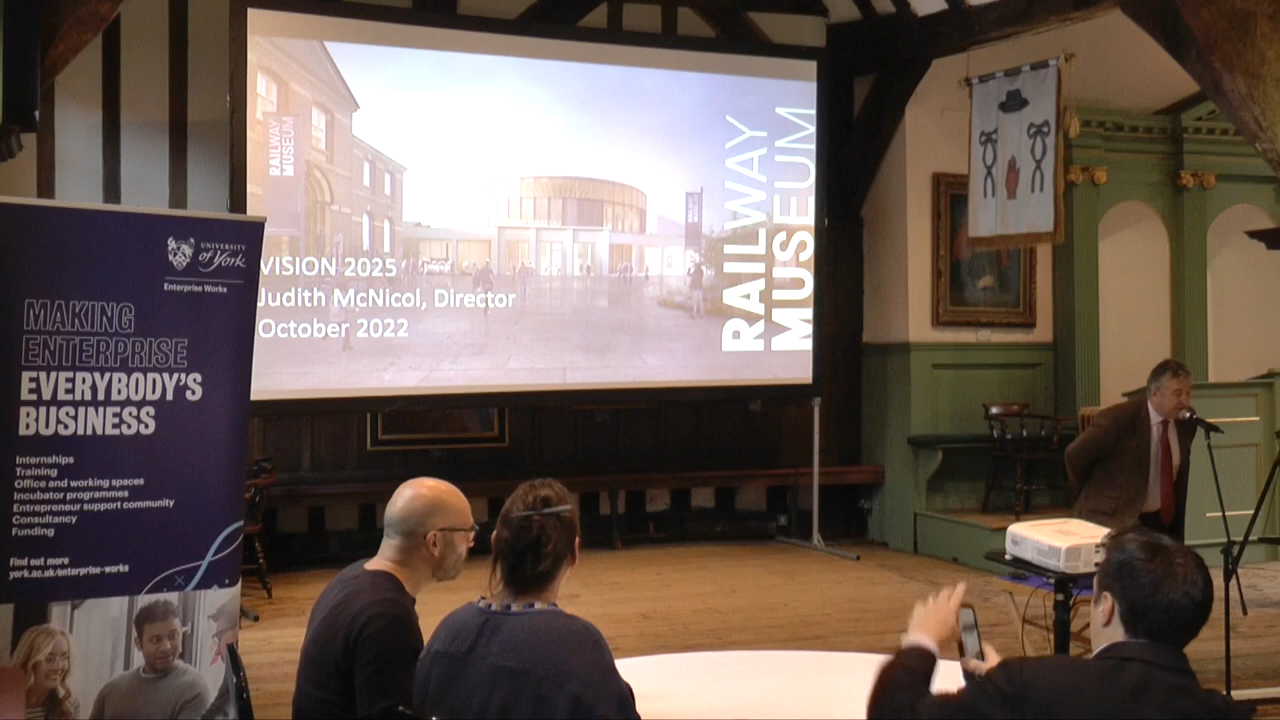 UNIVERSITY
of York
Enterprise Works
MAKING
ENTERPRISE
EVERYBODY'S
BUSINESS
Internships
Training
Office and working spaces
Incubator programmes
Entrepreneur support community
Consultancy
Funding
Find out more
york.ac.uk/enterprise-works
RAILWAY
MUSEUM
VISION 2025
Judith McNicol, Director
October 2022
RAILWAY
MUSEUM